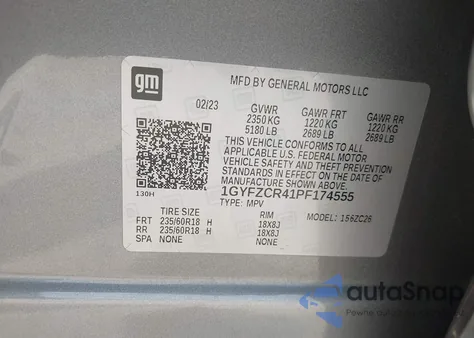 gm
MFD BY GENERAL MOTORS LLC
02/23 GVWR GAWR FRT GAWR RR
2350 KG 1220 KG 1220 KG
5180 LB 2689 LB 2689 LB
THIS VEHICLE CONFORMS TO ALL
APPLICABLE U.S. FEDERAL MOTOR
VEHICLE SAFETY AND THEFT PREVENTION
STANDARDS IN EFFECT ON THE DATE OF
MANUFACTURE SHOWN ABOVE.
130H 1GYFZCR41PF174555
TYPE: MPV MODEL: 156ZC26
TIRE SIZE RIM
FRT 235/60R18 H 18X8J
RR 235/60R18 H 18X8J
SPA NONE NONE
autoSnap